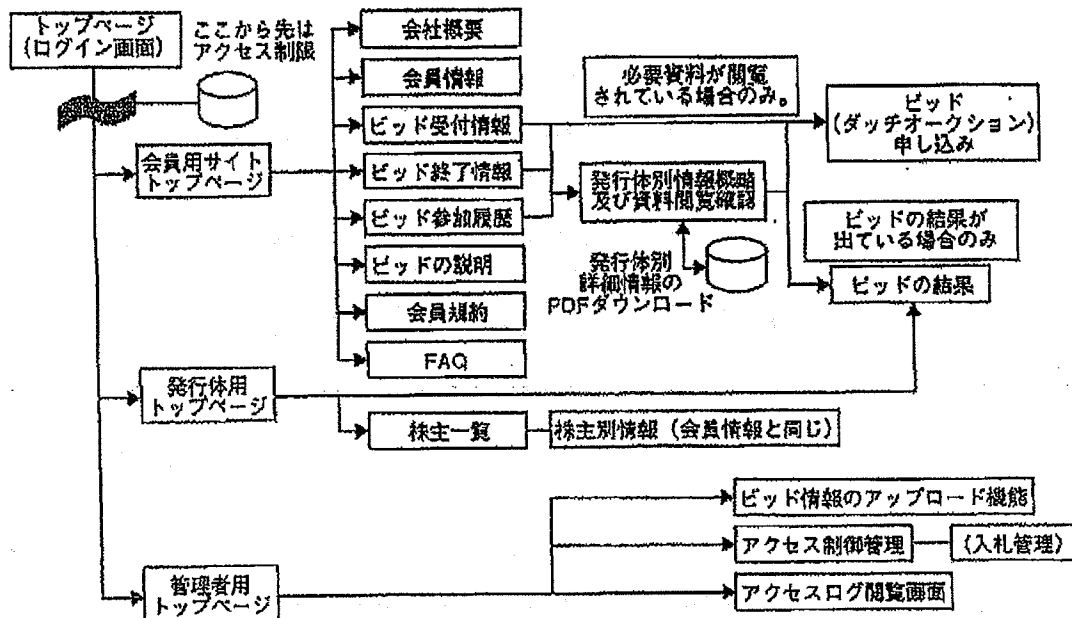 トップページ
(ログイン画面)
ここから先は
アクセス制限
会員用サイト
トップページ
会社概要
会員情報
ビッド受付情報
ビッド終了情報
ビッド参加履歴
ビッドの説明
会員規約
FAQ
必要資料が閲覧
されている場合のみ。
ビッド
(ダッチオークション)
申し込み
発行体別情報概略
及び資料閲覧確認
発行体別
詳細情報の
PDFダウンロード
ビッドの結果が
出ている場合のみ
ビッドの結果
発行体用
トップページ
株主一覧
株主別情報(会員情報と同じ)
管理者用
トップページ
ビッド情報のアップロード機能
アクセス制御管理
(入札管理)
アクセスログ閲覧画面